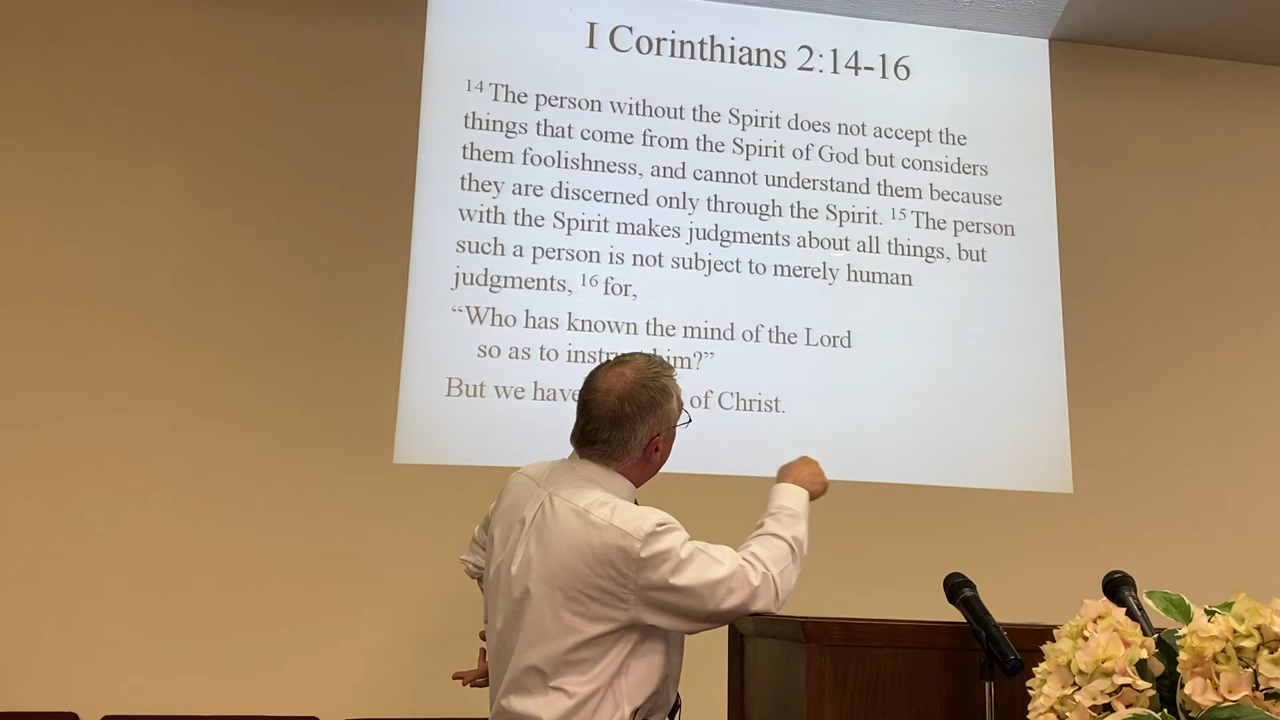 I Corinthians 2:14-16
14 The person without the Spirit does not accept the
things that come from the Spirit of God but considers
them foolishness, and cannot understand them because
they are discerned only through the Spirit. 15 The person
with the Spirit makes judgments about all things, but
such a person is not subject to merely human
judgments, 16 for,
“Who has known the mind of the Lord
so as to instruct him?”
But we have of Christ.